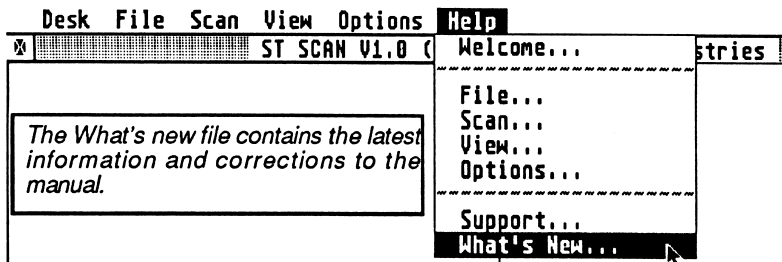 Desk File Scan View Options Help
ST SCAN V1.0 ( stries
Welcome...
File...
Scan...
View...
Options...
Support...
What's New...
The What's new file contains the latest
information and corrections to the
manual.